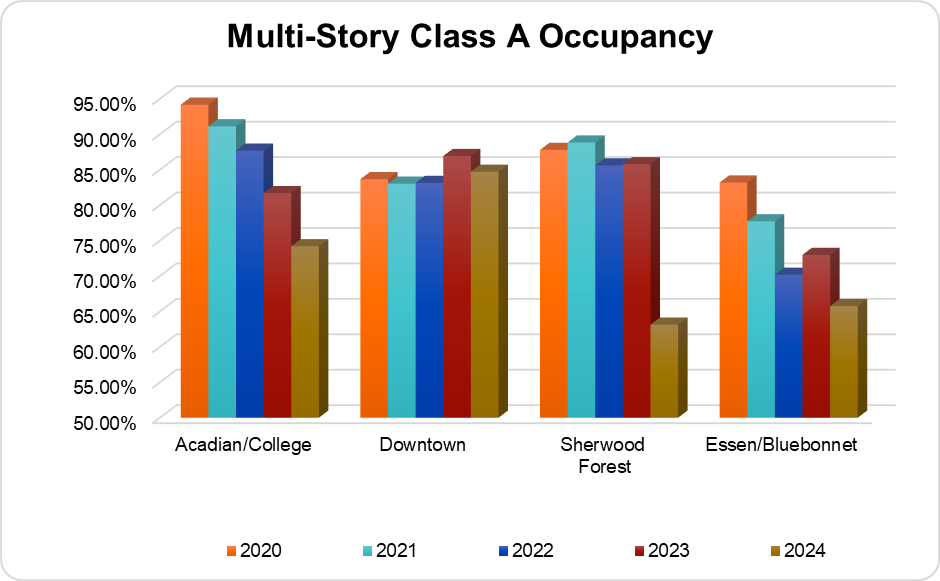 Multi-Story Class A Occupancy
95.00%
90.00%
85.00%
80.00%
75.00%
70.00%
65.00%
60.00%
55.00%
50.00%
Acadian/College
Downtown
Sherwood
Forest
Essen/Bluebonnet
2020
2021
2022
2023
2024